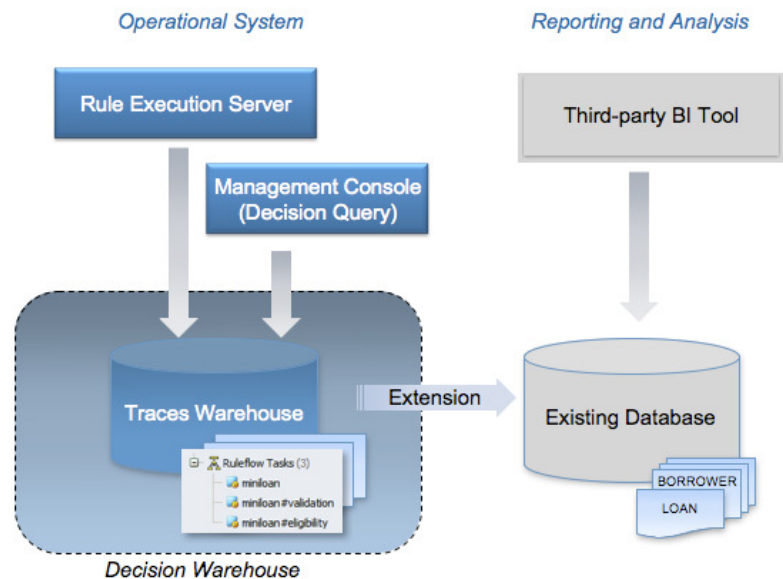 Operational System
Reporting and Analysis
Rule Execution Server
Third-party BI Tool
Management Console
(Decision Query)
Traces Warehouse
Extension
Existing Database
Ruleflow Tasks (3)
miniloan
miniloan#validation
miniloan#eligibility
BORROWER
LOAN
Decision Warehouse